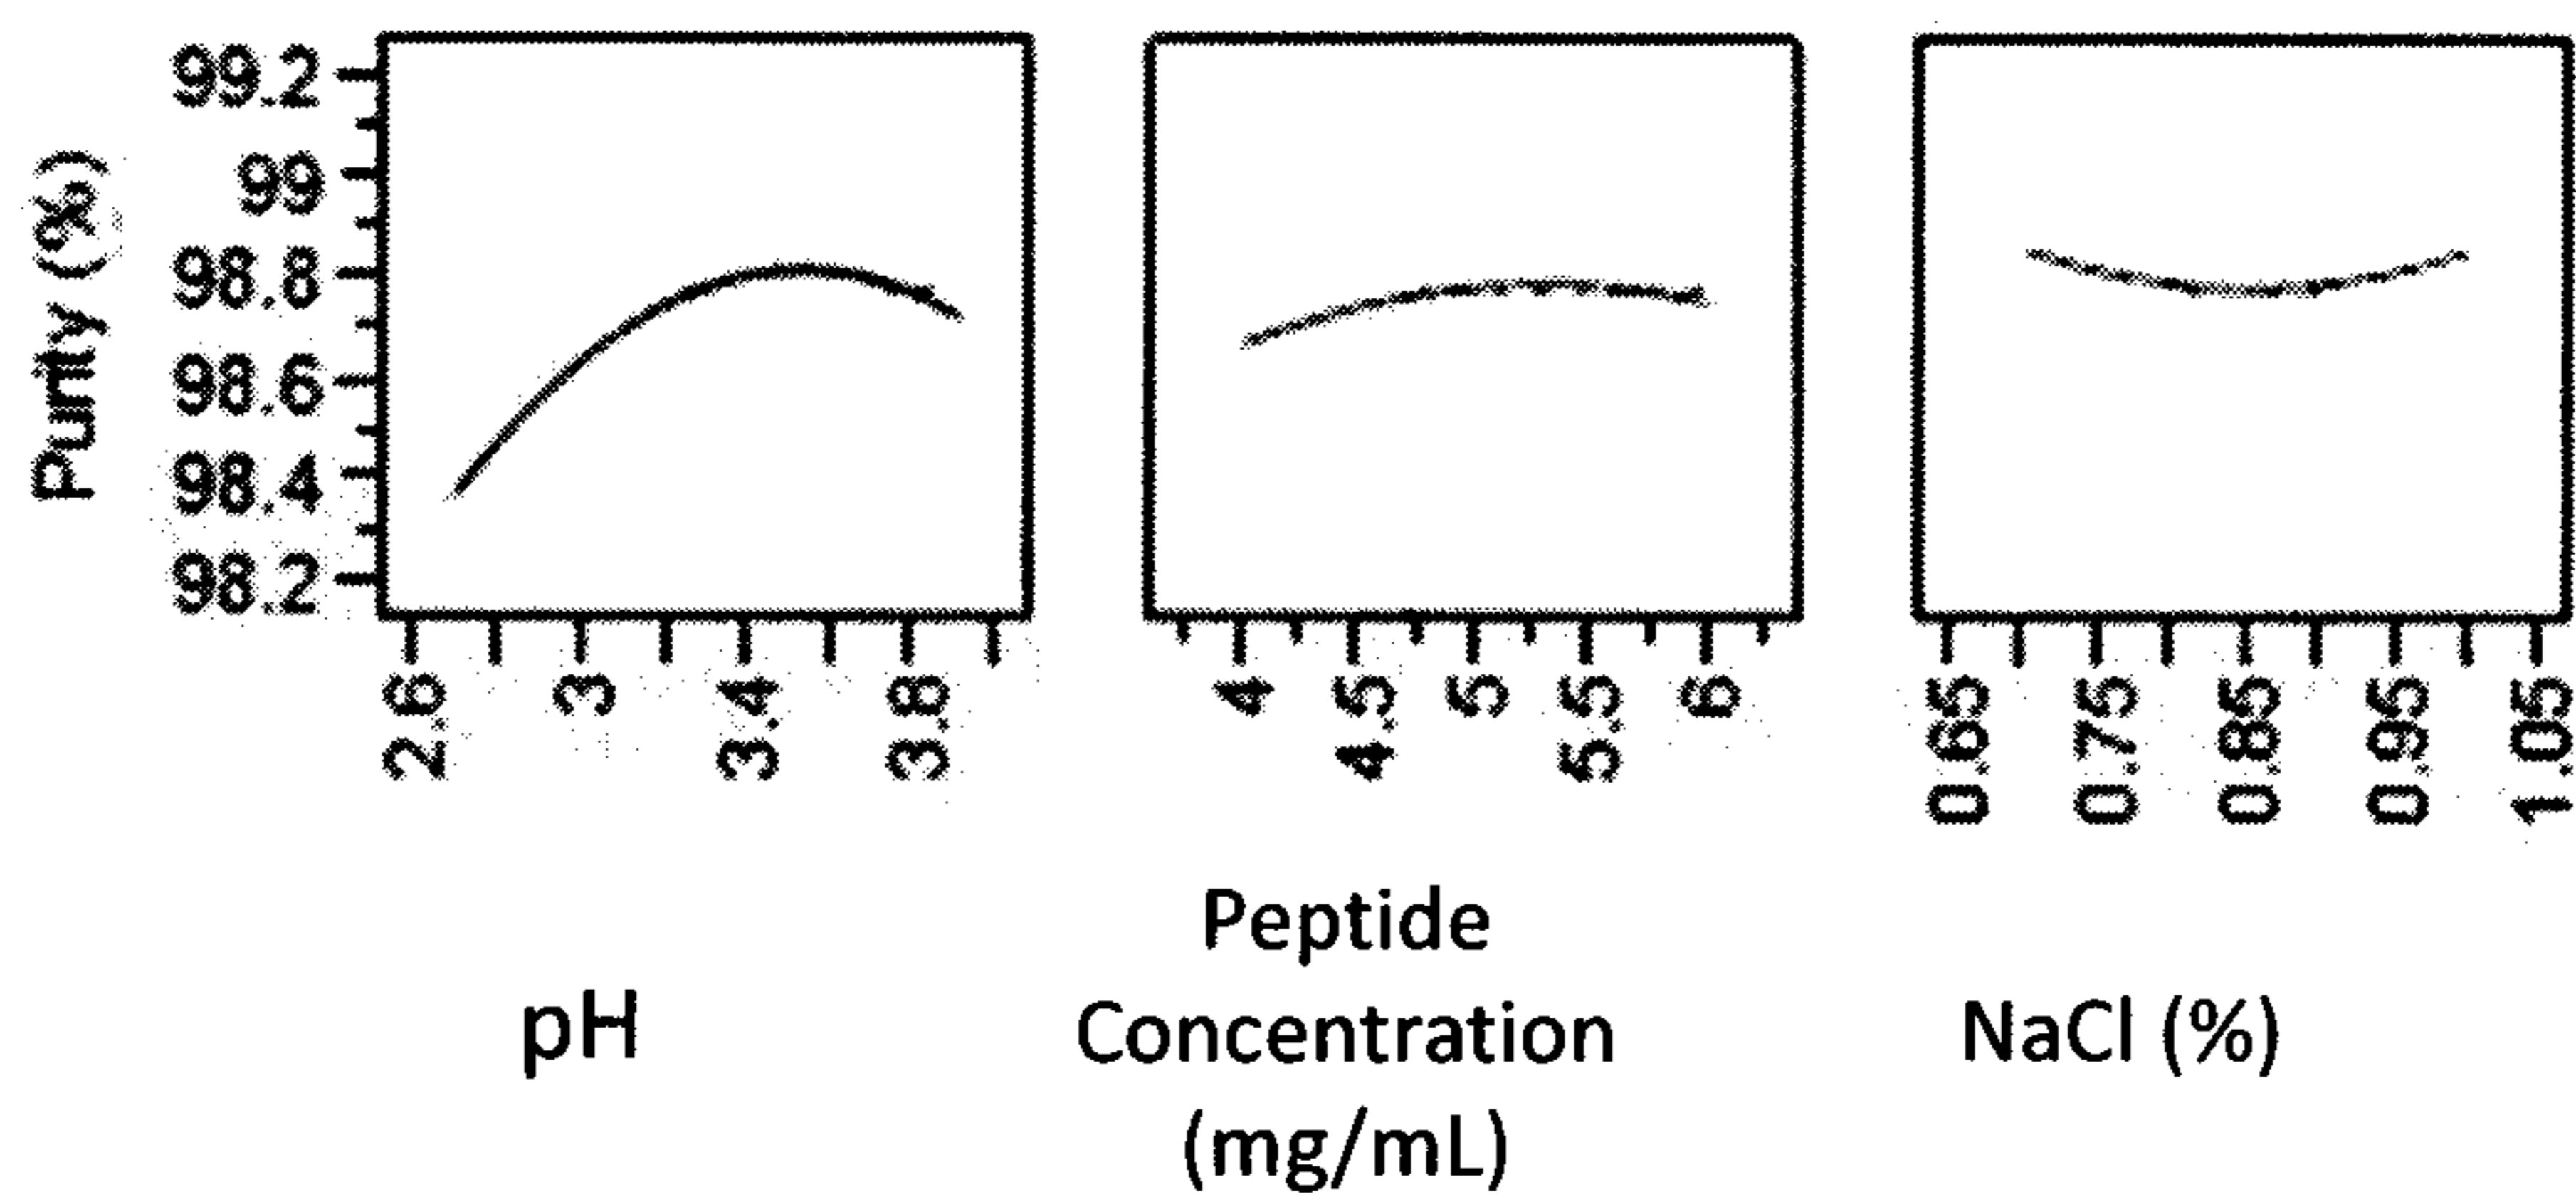 Purity (%)
99.2
99
98.8
98.6
98.4
98.2
2.6 3 3.4 3.8
4 4.5 5 5.5 6
0.65 0.75 0.85 0.95 1.05
pH
Peptide
Concentration
(mg/mL)
NaCl (%)